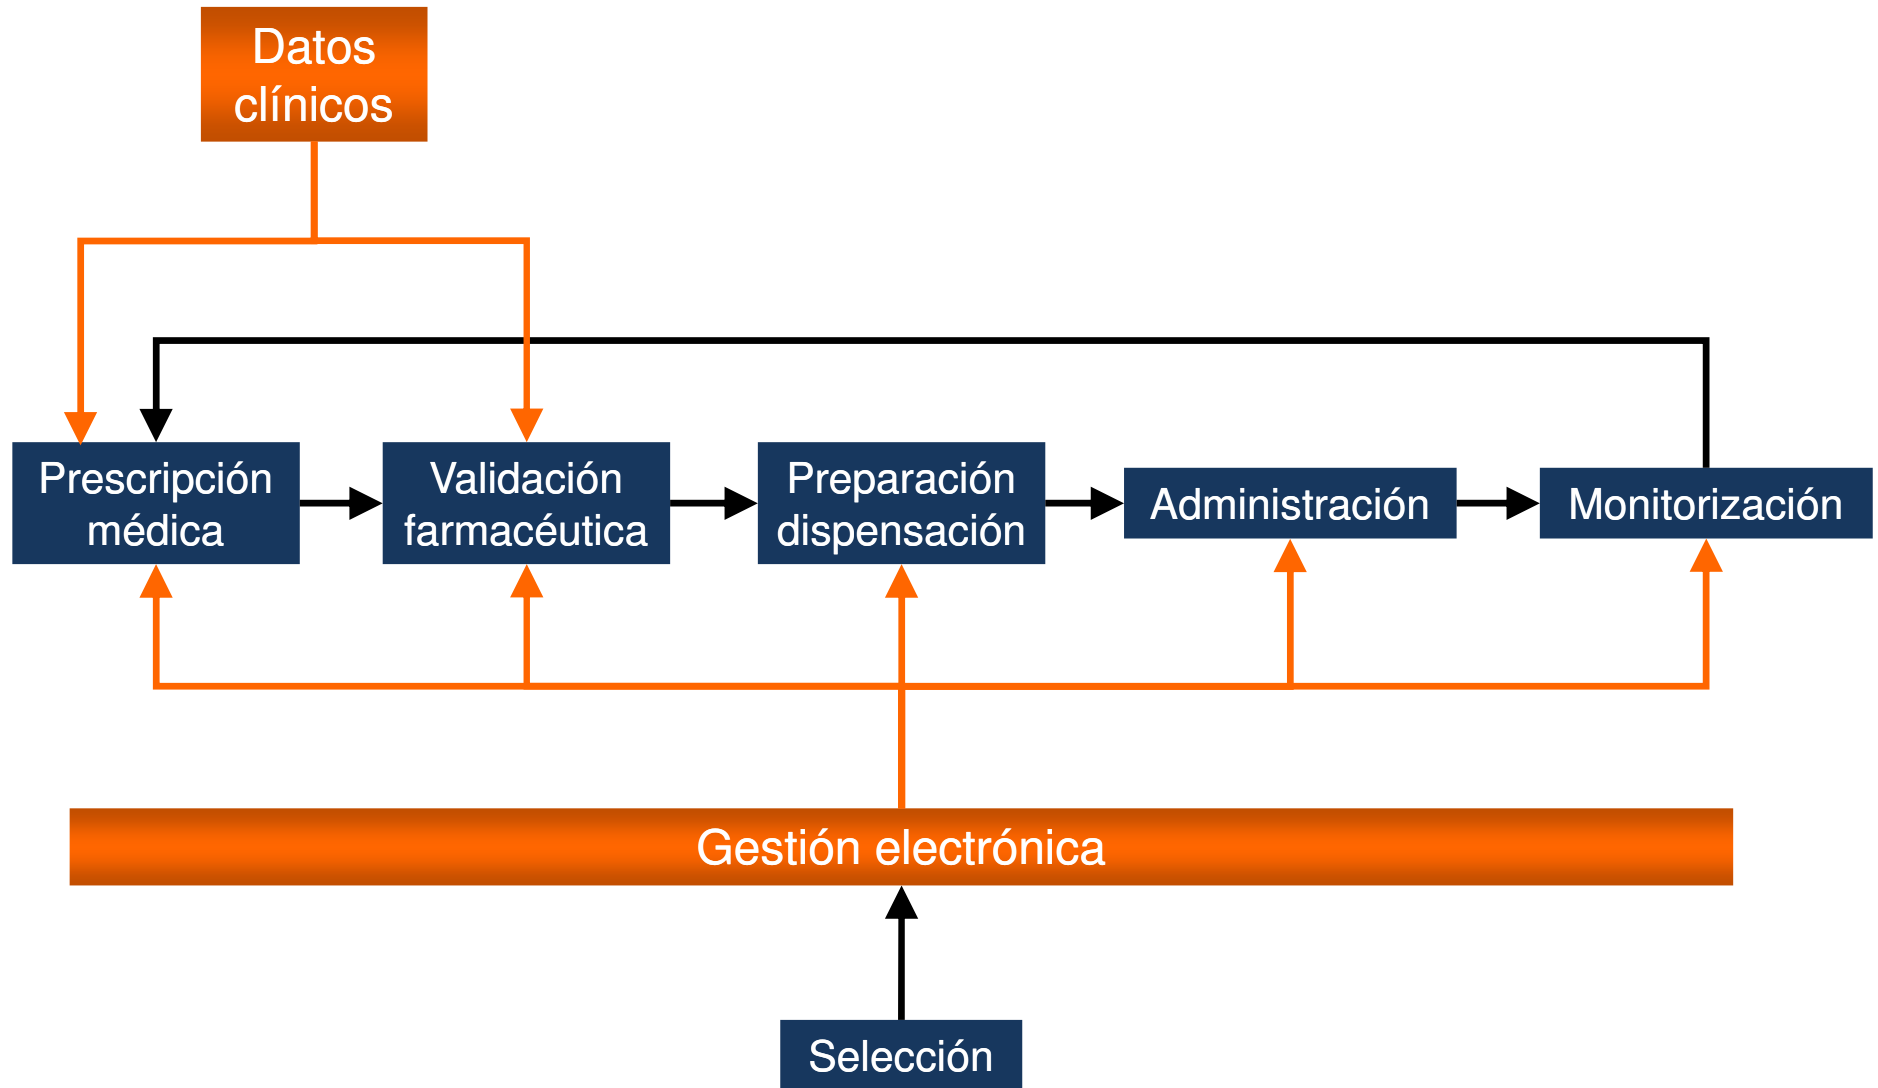 Datos
clínicos
Prescripción
médica
Validación
farmacéutica
Preparación
dispensación
Administración
Monitorización
Gestión electrónica
Selección